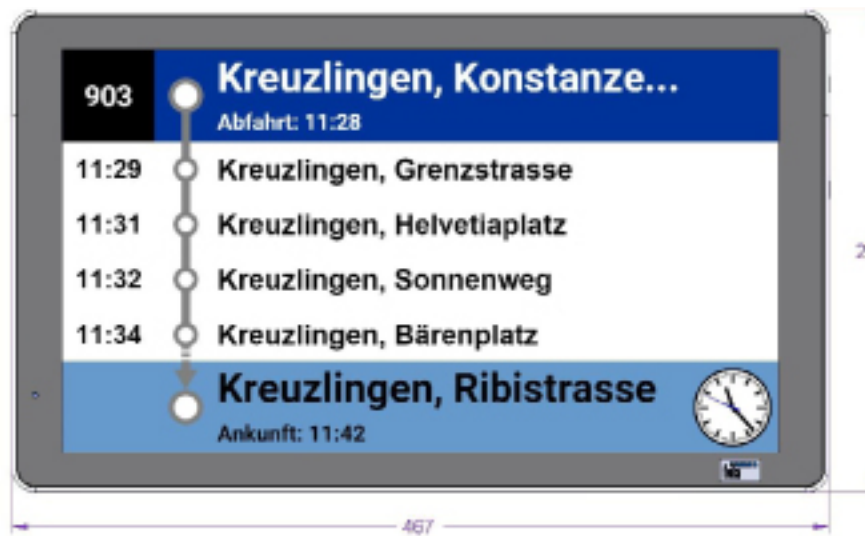 903
Kreuzlingen, Konstanze...
Abfahrt: 11:28
11:29 Kreuzlingen, Grenzstrasse
11:31 Kreuzlingen, Helvetiaplatz
11:32 Kreuzlingen, Sonnenweg
11:34 Kreuzlingen, Bärenplatz
Kreuzlingen, Ribistrasse
Ankunft: 11:42
467